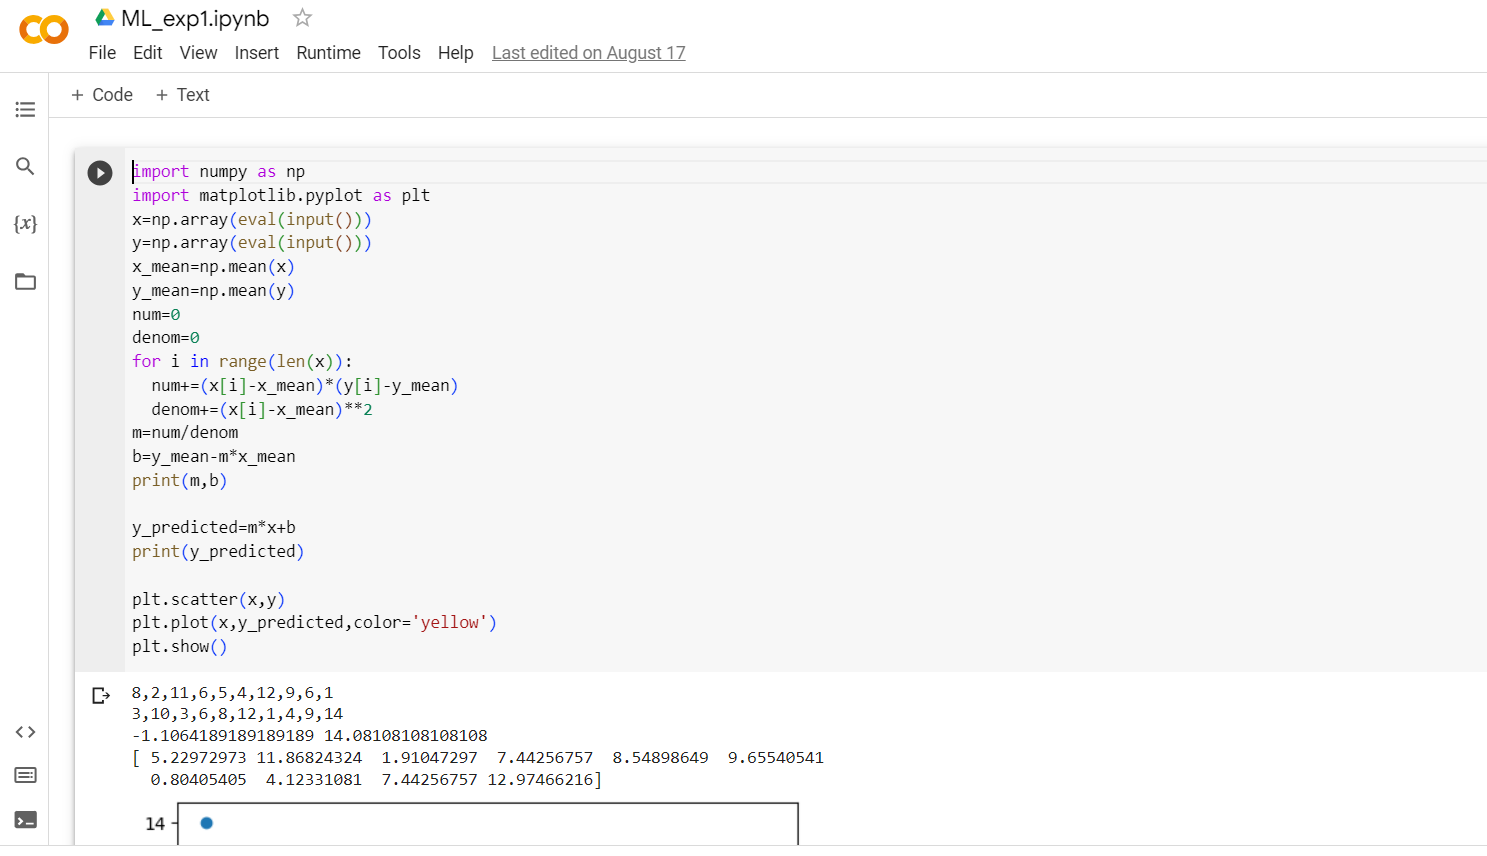 ML_exp1.ipynb
File Edit View Insert Runtime Tools Help Last edited on August 17
+ Code + Text
{x}
import numpy as np
import matplotlib.pyplot as plt
x=np.array(eval(input()))
y=np.array(eval(input()))
x_mean=np.mean(x)
y_mean=np.mean(y)
num=0
denom=0
for i in range(len(x)):
  num+=(x[i]-x_mean)*(y[i]-y_mean)
  denom+=(x[i]-x_mean)**2
m=num/denom
b=y_mean-m*x_mean
print(m,b)

y_predicted=m*x+b
print(y_predicted)

plt.scatter(x,y)
plt.plot(x,y_predicted,color='yellow')
plt.show()
8,2,11,6,5,4,12,9,6,1
3,10,3,6,8,12,1,4,9,14
-1.1064189189189189 14.08108108108108
[ 5.22972973 11.86824324  1.91047297  7.44256757  8.54898649  9.65540541
  0.80405405  4.12331081  7.44256757 12.97466216]
14